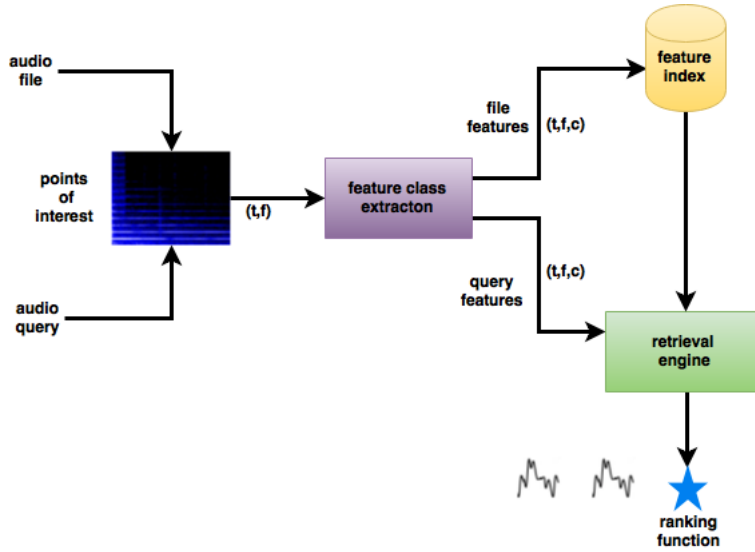 audio
file
points
of
interest
(t,f)
audio
query
feature class
extracton
file
features
(t,f,c)
query
features
(t,f,c)
feature
index
retrieval
engine
ranking
function